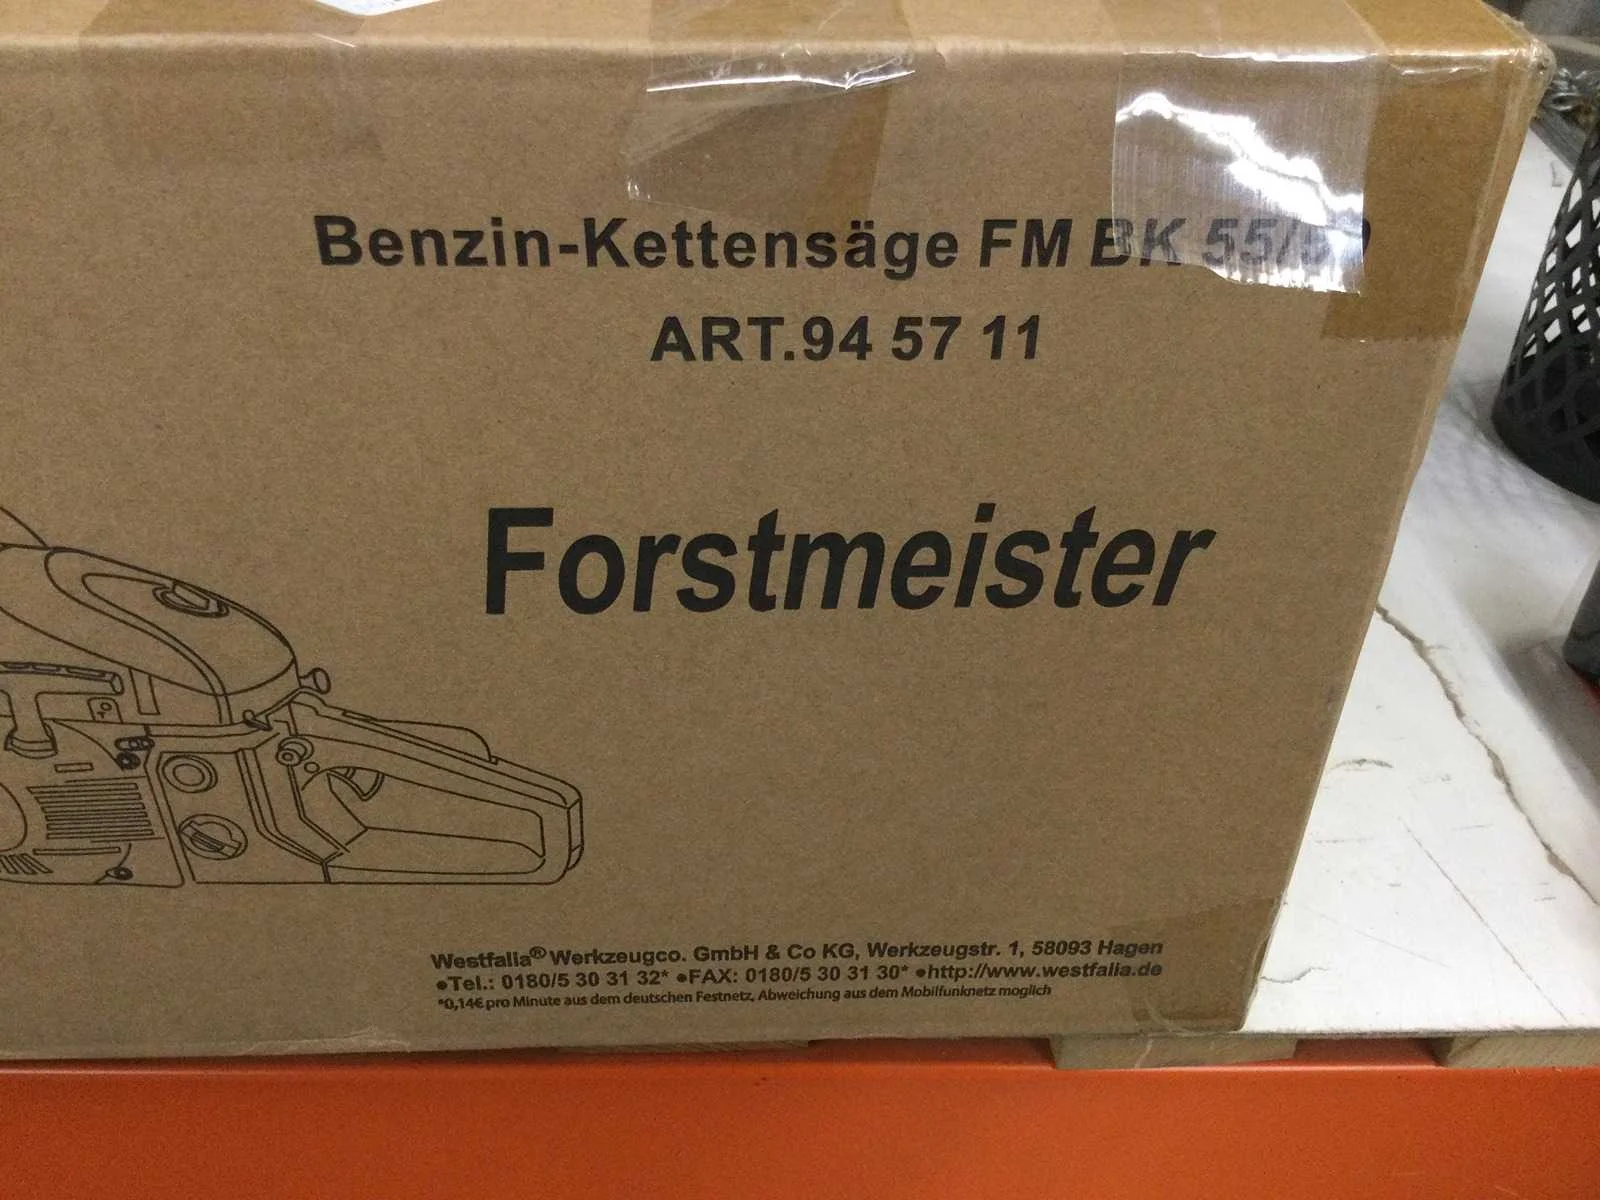 Benzin-Kettensäge FM BK 55/50
ART.94 57 11
Forstmeister
Westfalia® Werkzeugco. GmbH & Co KG, Werkzeugstr. 1, 58093 Hagen
●Tel.: 0180/5 30 31 32* ●FAX: 0180/5 30 31 30* ●http://www.westfalia.de
*0,14€ pro Minute aus dem deutschen Festnetz, Abweichung aus dem Mobilfunknetz moglich